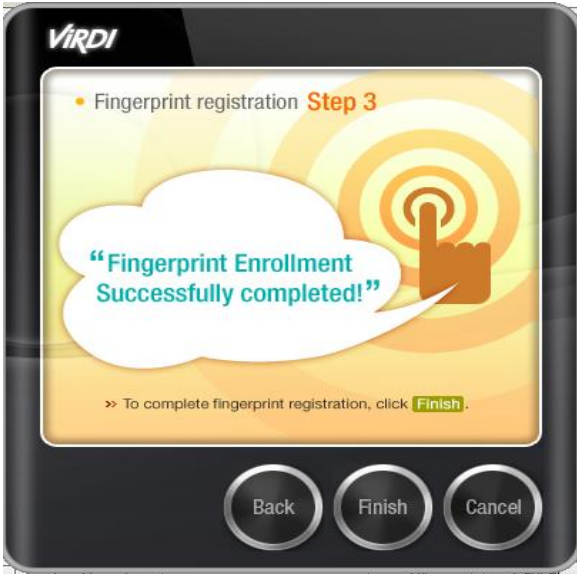 ViRDI
• Fingerprint registration Step 3
“Fingerprint Enrollment
Successfully completed!”
» To complete fingerprint registration, click Finish.
Back Finish Cancel